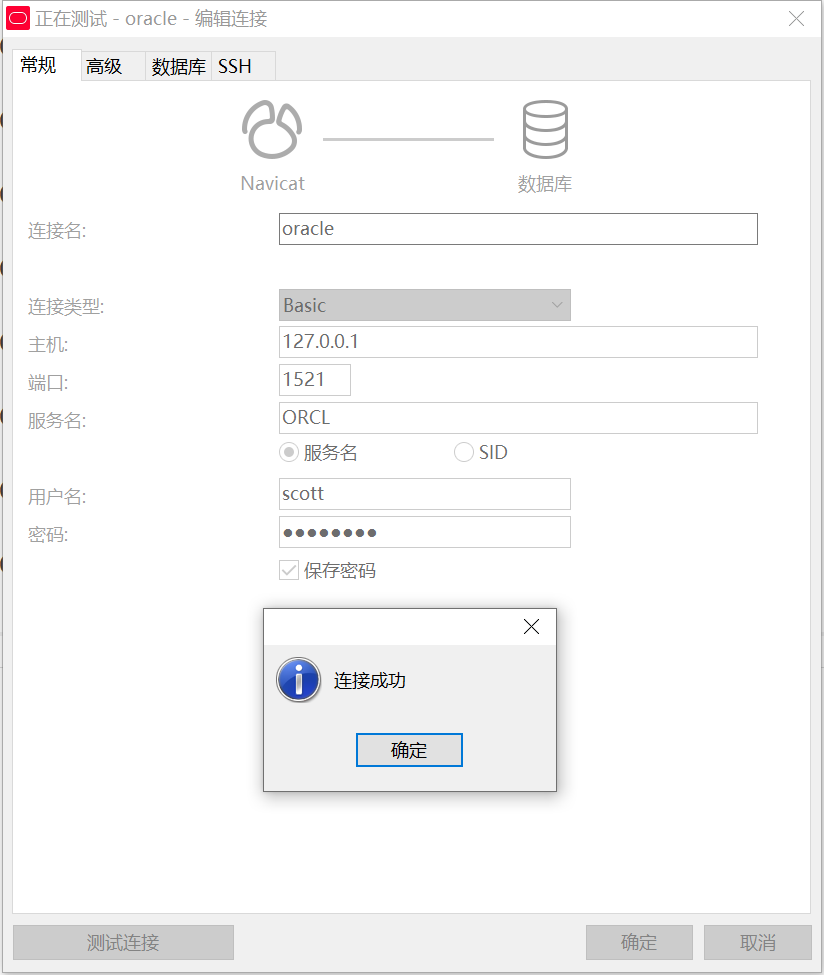 正在测试 - oracle - 编辑连接
常规 高级 数据库 SSH
Navicat 数据库
连接名: oracle
连接类型: Basic
主机: 127.0.0.1
端口: 1521
服务名: ORCL
服务名 SID
用户名: scott
密码: ●●●●●●●●
保存密码
连接成功
确定
测试连接 确定 取消